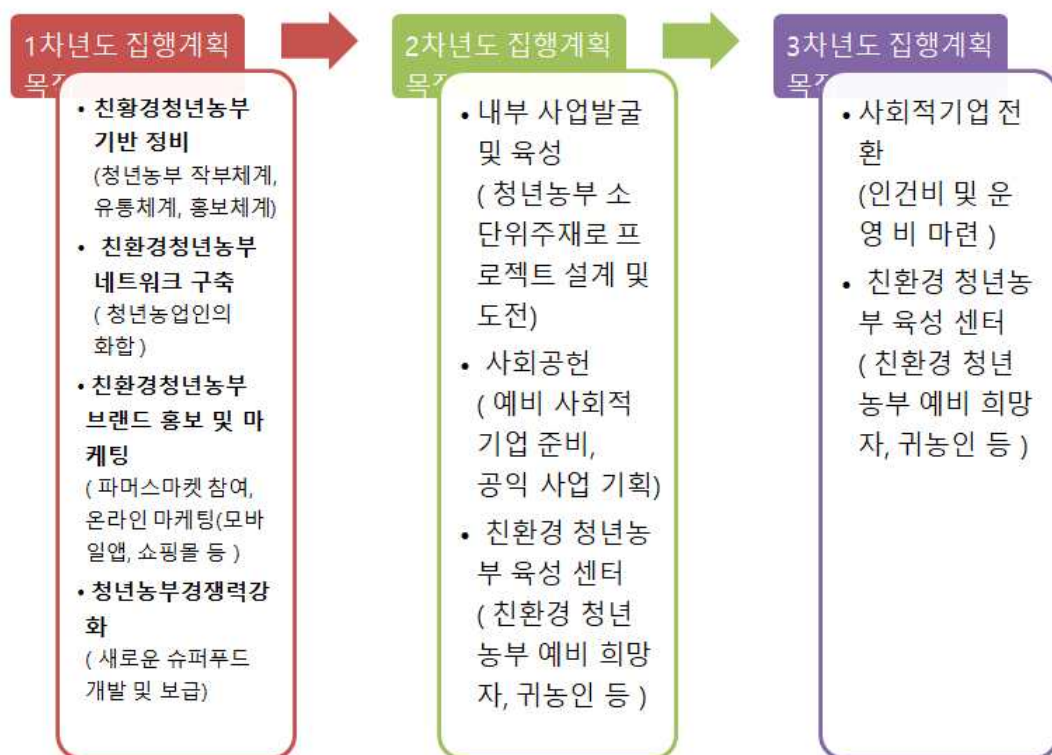 1차년도 집행계획
목적
• 친황경청년농부
기반 정비
(청년농부 작부체계,
유통체계, 홍보체계)
• 친환경청년농부
네트워크 구축
( 청년농업인의
화합 )
• 친환경청년농부
브랜드 홍보 및 마
케팅
( 파머스마켓 참여,
온라인 마케팅(모바
일앱, 쇼핑몰 등 )
• 청년농부경쟁력강
화
( 새로운 슈퍼푸드
개발 및 보급)
2차년도 집행계획
목적
• 내부 사업발굴
및 육성
( 청년농부 소
단위주재로 프
로젝트 설계 및
도전)
• 사회공헌
( 예비 사회적
기업 준비,
공익 사업 기획)
• 친환경 청년농
부 육성 센터
( 친환경 청년
농부 예비 희망
자, 귀농인 등 )
3차년도 집행계획
목적
• 사회적기업 전
환
(인건비 및 운
영 비 마련 )
• 친환경 청년농
부 육성 센터
( 친환경 청년
농부 예비 희망
자, 귀농인 등 )